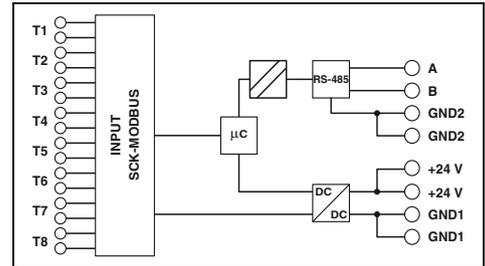 T1
T2
T3
T4
T5
T6
T7
T8
INPUT
SCK-MODBUS
µC
RS-485
DC
DC
A
B
GND2
GND2
+24 V
+24 V
GND1
GND1